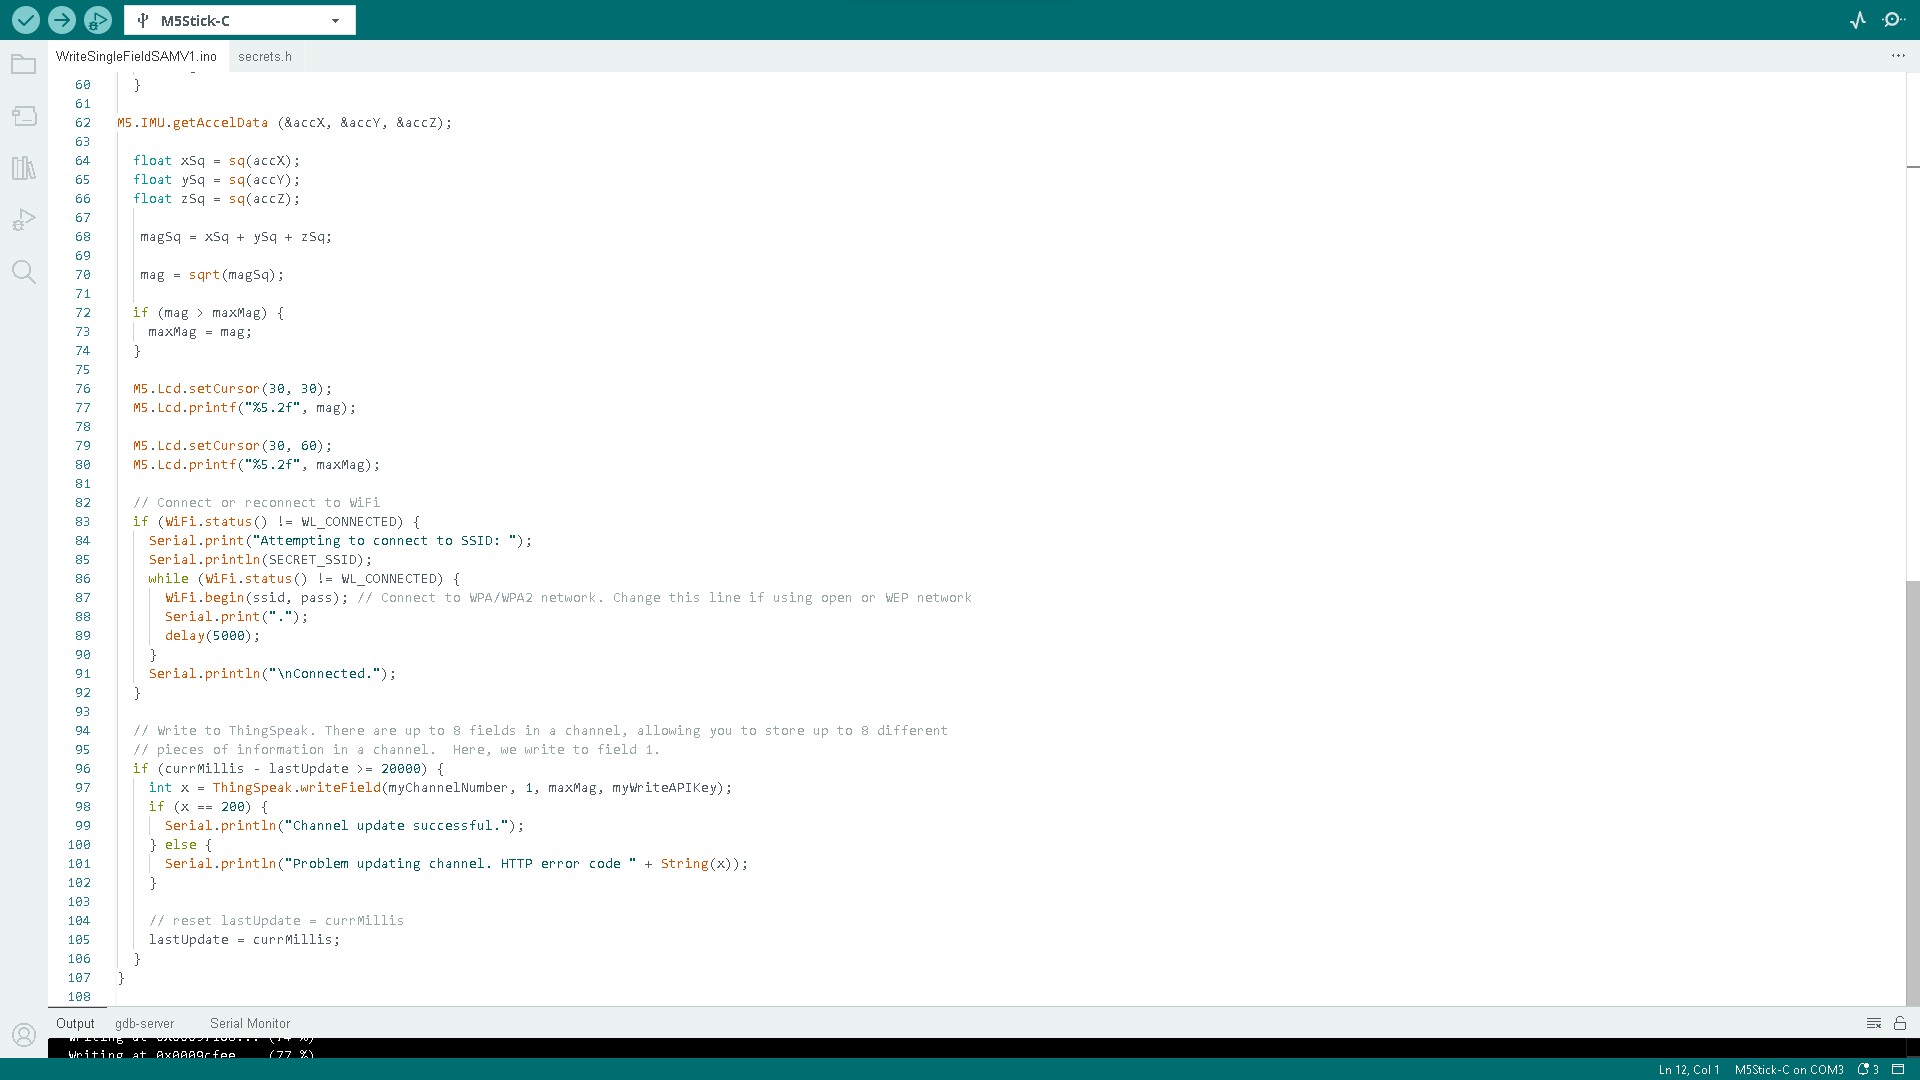 M5Stick-C
WriteSingleFieldSAMV1.ino secrets.h
60 }
61
62 M5.IMU.getAccelData (&accX, &accY, &accZ);
63
64 float xSq = sq(accX);
65 float ySq = sq(accY);
66 float zSq = sq(accZ);
67
68 magSq = xSq + ySq + zSq;
69
70 mag = sqrt(magSq);
71
72 if (mag > maxMag) {
73 maxMag = mag;
74 }
75
76 M5.Lcd.setCursor(30, 30);
77 M5.Lcd.printf("%5.2f", mag);
78
79 M5.Lcd.setCursor(30, 60);
80 M5.Lcd.printf("%5.2f", maxMag);
81
82 // Connect or reconnect to WiFi
83 if (WiFi.status() != WL_CONNECTED) {
84 Serial.print("Attempting to connect to SSID: ");
85 Serial.println(SECRET_SSID);
86 while (WiFi.status() != WL_CONNECTED) {
87 WiFi.begin(ssid, pass); // Connect to WPA/WPA2 network. Change this line if using open or WEP network
88 Serial.print(".");
89 delay(5000);
90 }
91 Serial.println("\nConnected.");
92 }
93
94 // Write to ThingSpeak. There are up to 8 fields in a channel, allowing you to store up to 8 different
95 // pieces of information in a channel.  Here, we write to field 1.
96 if (currMillis - lastUpdate >= 20000) {
97 int x = ThingSpeak.writeField(myChannelNumber, 1, maxMag, myWriteAPIKey);
98 if (x == 200) {
99 Serial.println("Channel update successful.");
100 } else {
101 Serial.println("Problem updating channel. HTTP error code " + String(x));
102 }
103
104 // reset lastUpdate = currMillis
105 lastUpdate = currMillis;
106 }
107 }
108
Output gdb-server Serial Monitor
Writing at 0x0009cfee... (77 %)
Ln 12, Col 1 M5Stick-C on COM3 3